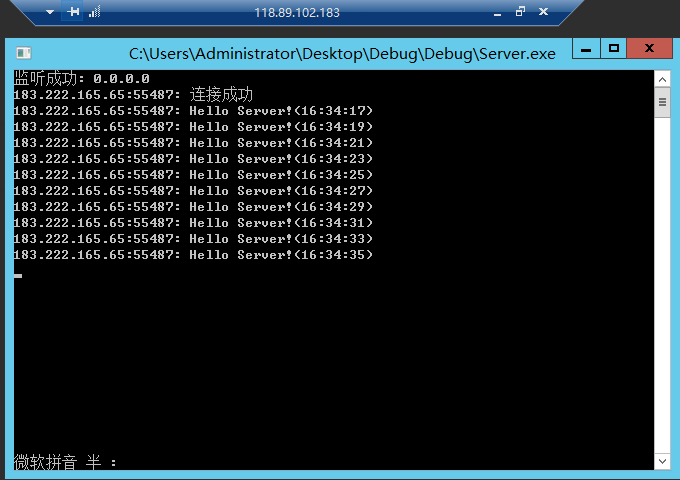 118.89.102.183
C:\Users\Administrator\Desktop\Debug\Debug\Server.exe
监听成功: 0.0.0.0
183.222.165.65:55487: 连接成功
183.222.165.65:55487: Hello Server!(16:34:17)
183.222.165.65:55487: Hello Server!(16:34:19)
183.222.165.65:55487: Hello Server!(16:34:21)
183.222.165.65:55487: Hello Server!(16:34:23)
183.222.165.65:55487: Hello Server!(16:34:25)
183.222.165.65:55487: Hello Server!(16:34:27)
183.222.165.65:55487: Hello Server!(16:34:29)
183.222.165.65:55487: Hello Server!(16:34:31)
183.222.165.65:55487: Hello Server!(16:34:33)
183.222.165.65:55487: Hello Server!(16:34:35)
微软拼音 半 :